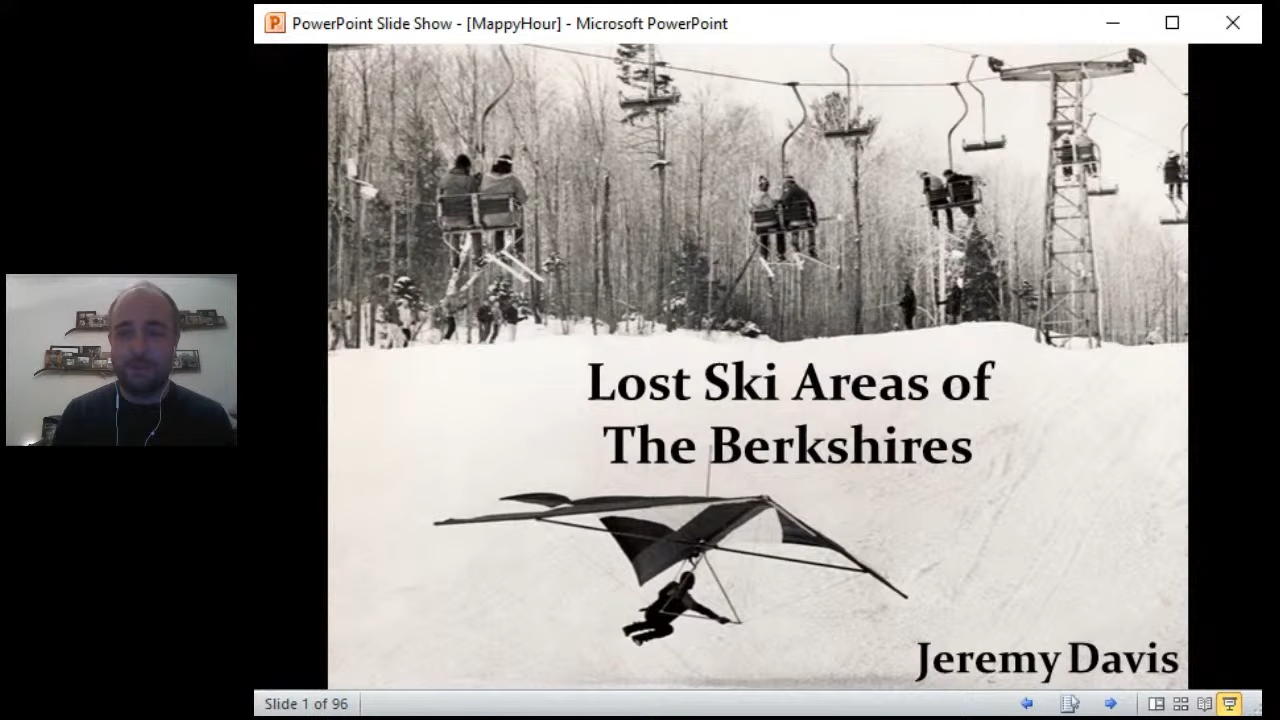 PowerPoint Slide Show - [MappyHour] - Microsoft PowerPoint
Lost Ski Areas of
The Berkshires
Jeremy Davis
Slide 1 of 96